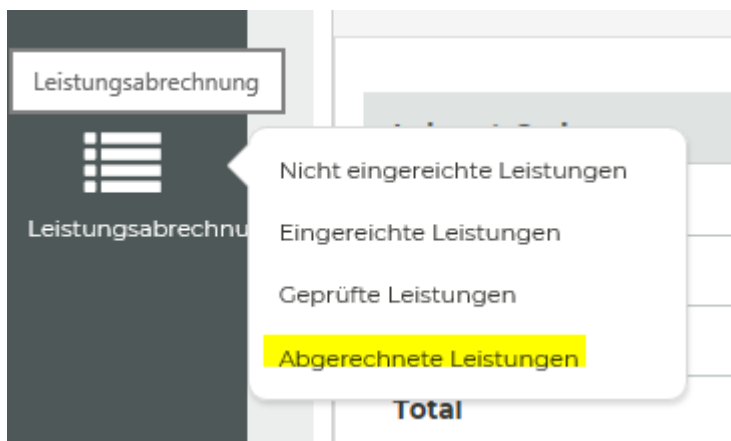 Leistungsabrechnung
Leistungsabrechnu
Nicht eingereichte Leistungen
Eingereichte Leistungen
Geprüfte Leistungen
Abgerechnete Leistungen
Total